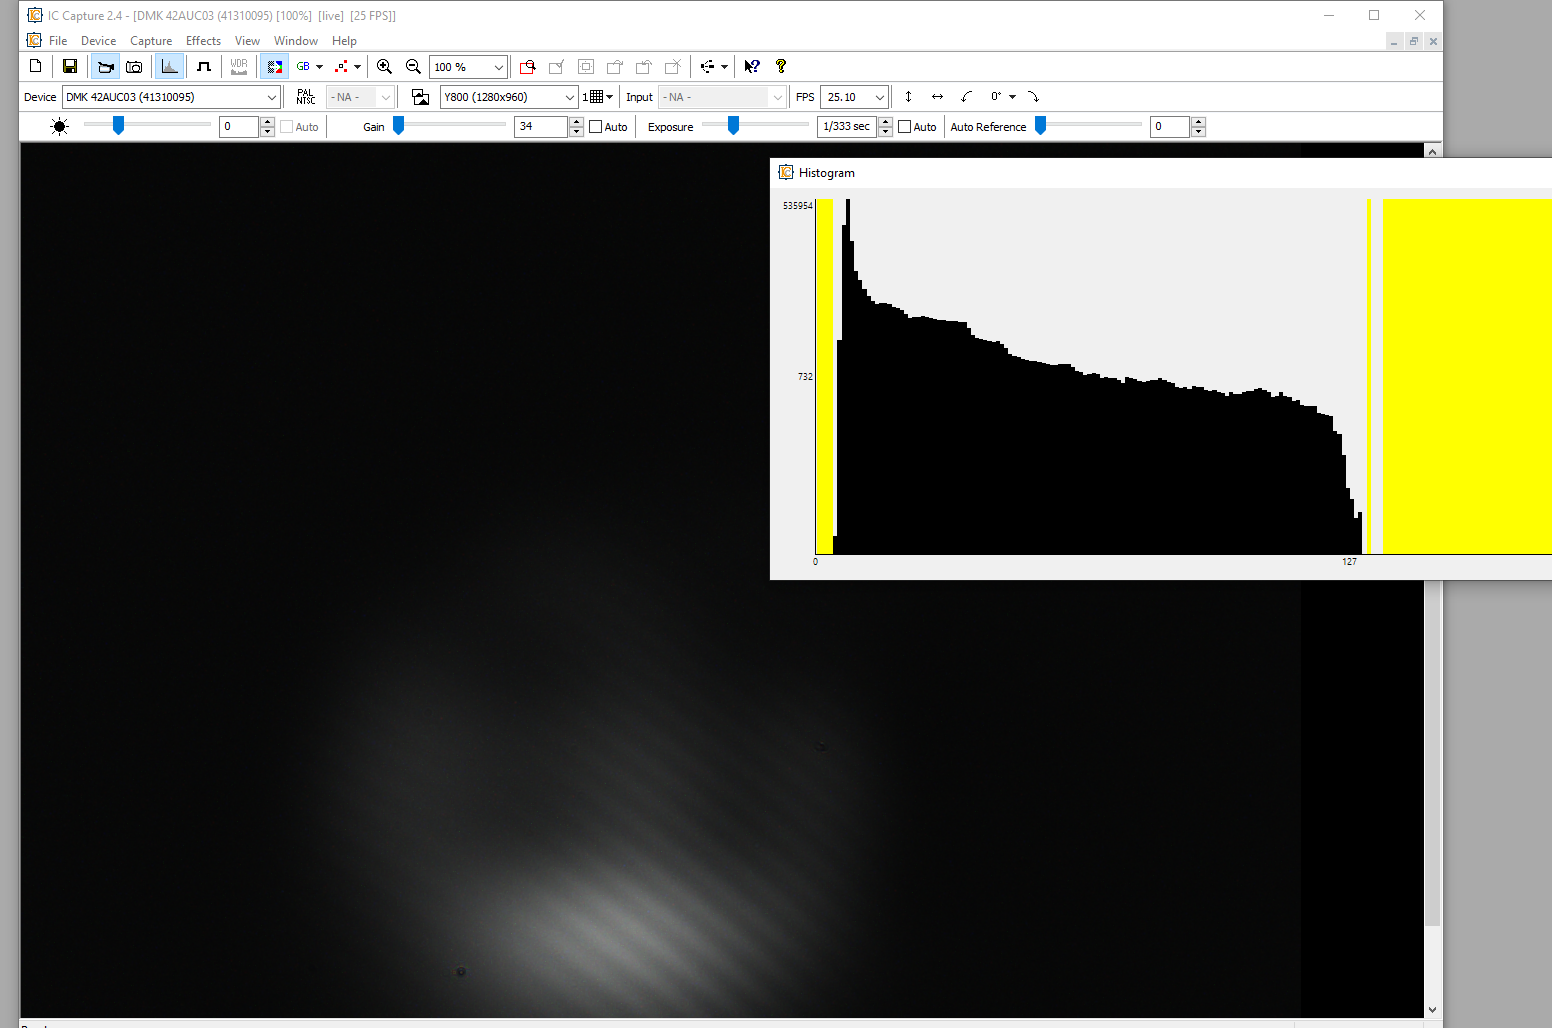 IC Capture 2.4 - [DMK 42AUC03 (41310095) [100%]  [live]  [25 FPS]]
File Device Capture Effects View Window Help
WDR GB 100 %
Device DMK 42AUC03 (41310095) PAL NTSC - NA - Y800 (1280x960) 1 Input - NA - FPS 25.10 0°
0 Auto Gain 34 Auto Exposure 1/333 sec Auto Auto Reference 0
IC Histogram
535954
732
0 127